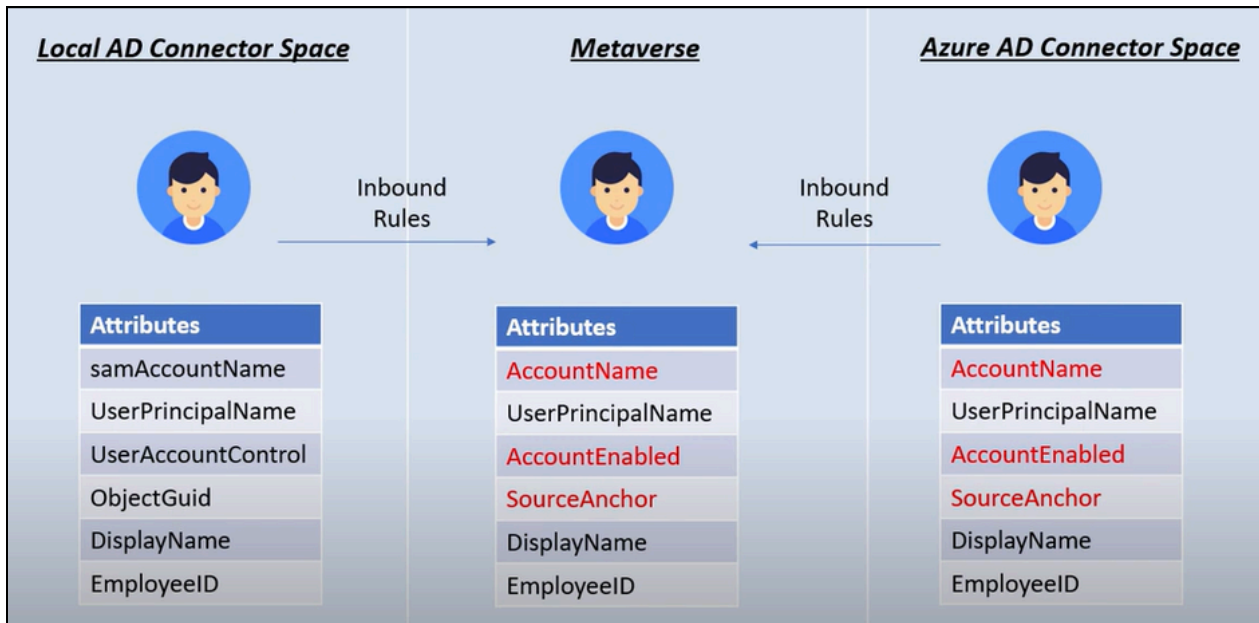 Local AD Connector Space
Metaverse
Azure AD Connector Space
Inbound
Rules
Inbound
Rules
Attributes
samAccountName
UserPrincipalName
UserAccountControl
ObjectGuid
DisplayName
EmployeeID
Attributes
AccountName
UserPrincipalName
AccountEnabled
SourceAnchor
DisplayName
EmployeeID
Attributes
AccountName
UserPrincipalName
AccountEnabled
SourceAnchor
DisplayName
EmployeeID